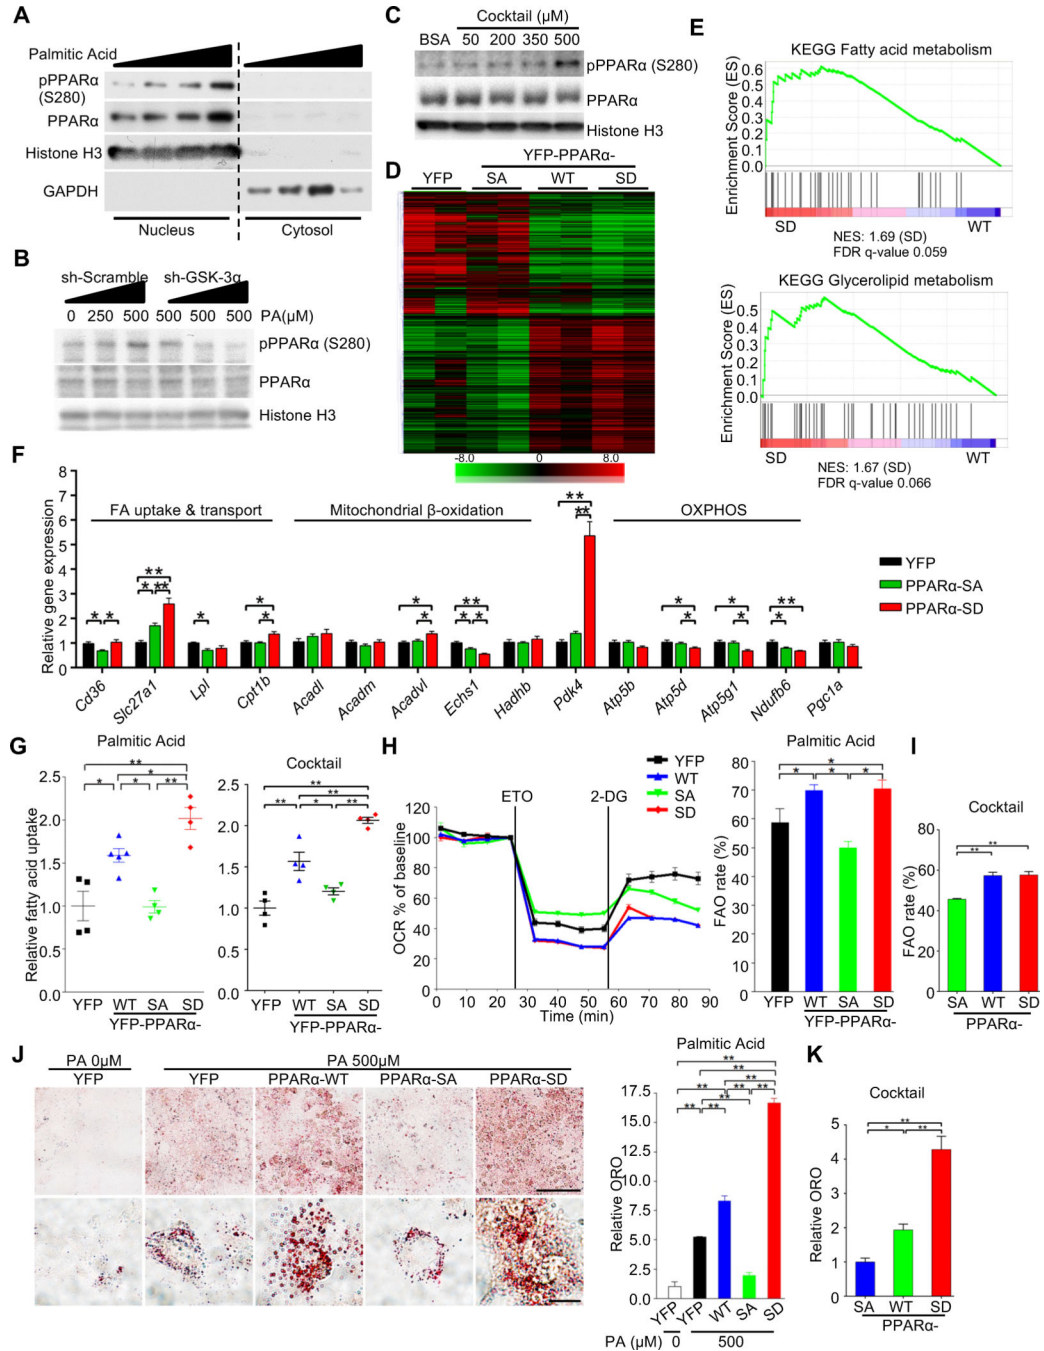 A
Palmitic Acid
pPPARα
(S280)
PPARα
Histone H3
GAPDH
Nucleus Cytosol
B
sh-Scramble sh-GSK-3α
0 250 500 500 500 500 PA(μM)
pPPARα (S280)
PPARα
Histone H3
C
Cocktail (μM)
BSA 50 200 350 500
pPPARα (S280)
PPARα
Histone H3
D
YFP-PPARα-
YFP SA WT SD
-8.0 0 8.0
E
KEGG Fatty acid metabolism
Enrichment Score (ES)
0.6
0.5
0.3
0.2
0.1
0.0
SD WT
NES: 1.69 (SD)
FDR q-value 0.059
KEGG Glycerolipid metabolism
Enrichment Score (ES)
0.5
0.4
0.3
0.2
0.1
0.0
SD WT
NES: 1.67 (SD)
FDR q-value 0.066
F
Relative gene expression
8
7
6
5
4
3
2
1
0
FA uptake & transport Mitochondrial β-oxidation OXPHOS
** ** * * * ** * * * * * * ** * * ** ** * * * * ** *
YFP
PPARα-SA
PPARα-SD
Cd36 Slc27a1 Lpl Cpt1b Acadl Acadm Acadvl Echs1 Hadhb Pdk4 Atp5b Atp5d Atp5g1 Ndufb6 Pgc1a
G
Palmitic Acid
Relative fatty acid uptake
2.5
2.0
1.5
1.0
0.5
0.0
** * * * **
YFP WT SA SD
YFP-PPARα-
Cocktail
2.5
2.0
1.5
1.0
0.5
0.0
** ** ** * **
YFP WT SA SD
YFP-PPARα-
H
YFP
WT
SA
SD
ETO 2-DG
OCR % of baseline
120
100
80
60
40
20
0
0 10 20 30 40 50 60 70 80 90
Time (min)
Palmitic Acid
FAO rate (%)
80
70
60
50
40
30
20
10
0
* * * *
YFP WT SA SD
YFP-PPARα-
I
Cocktail
FAO rate (%)
80
60
40
20
0
** **
SA WT SD
PPARα-
J
PA 0μM PA 500μM
YFP YFP PPARα-WT PPARα-SA PPARα-SD
Palmitic Acid
Relative ORO
17.5
15.0
12.5
10.0
7.5
5.0
2.5
0
** ** ** ** ** ** ** ** **
YFP YFP WT SA SD
PA (μM) 0 500
K
Cocktail
Relative ORO
5
4
3
2
1
0
** * **
SA WT SD
PPARα-